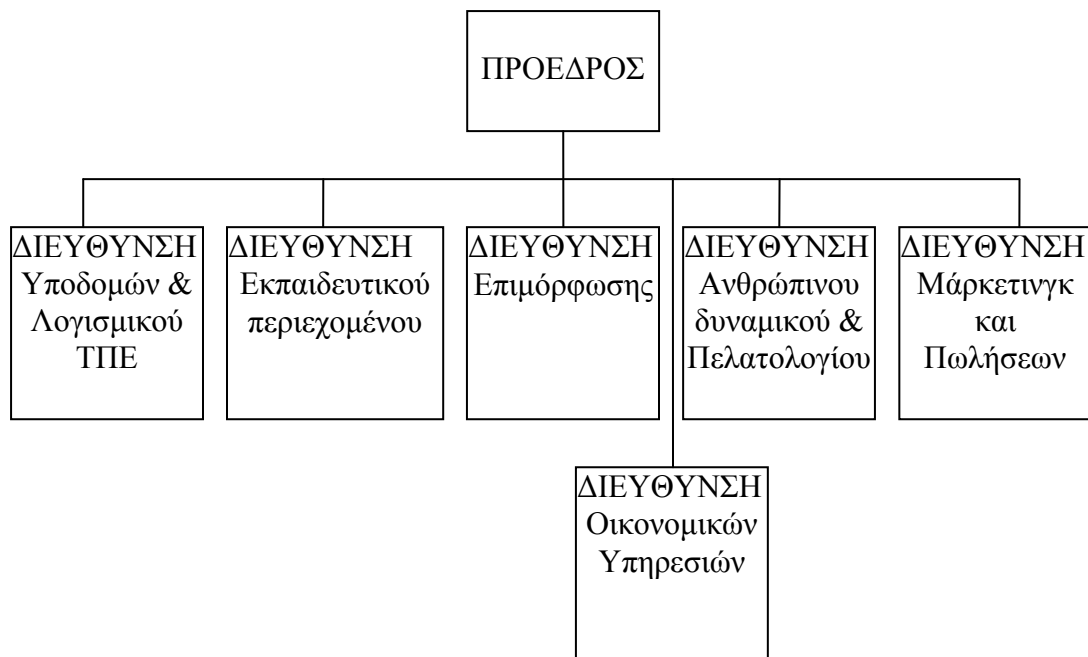 ΠΡΟΕΔΡΟΣ
ΔΙΕΥΘΥΝΣΗ
Υποδομών &
Λογισμικού
ΤΠΕ
ΔΙΕΥΘΥΝΣΗ
Εκπαιδευτικού
περιεχομένου
ΔΙΕΥΘΥΝΣΗ
Επιμόρφωσης
ΔΙΕΥΘΥΝΣΗ
Ανθρώπινου
δυναμικού &
Πελατολογίου
ΔΙΕΥΘΥΝΣΗ
Μάρκετινγκ
και
Πωλήσεων
ΔΙΕΥΘΥΝΣΗ
Οικονομικών
Υπηρεσιών